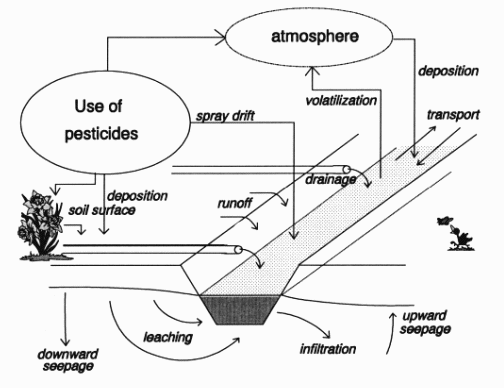 atmosphere
deposition
Use of
pesticides
volatilization
spray drift
transport
drainage
deposition
runoff
soil surface
leaching
infiltration
upward
seepage
downward
seepage